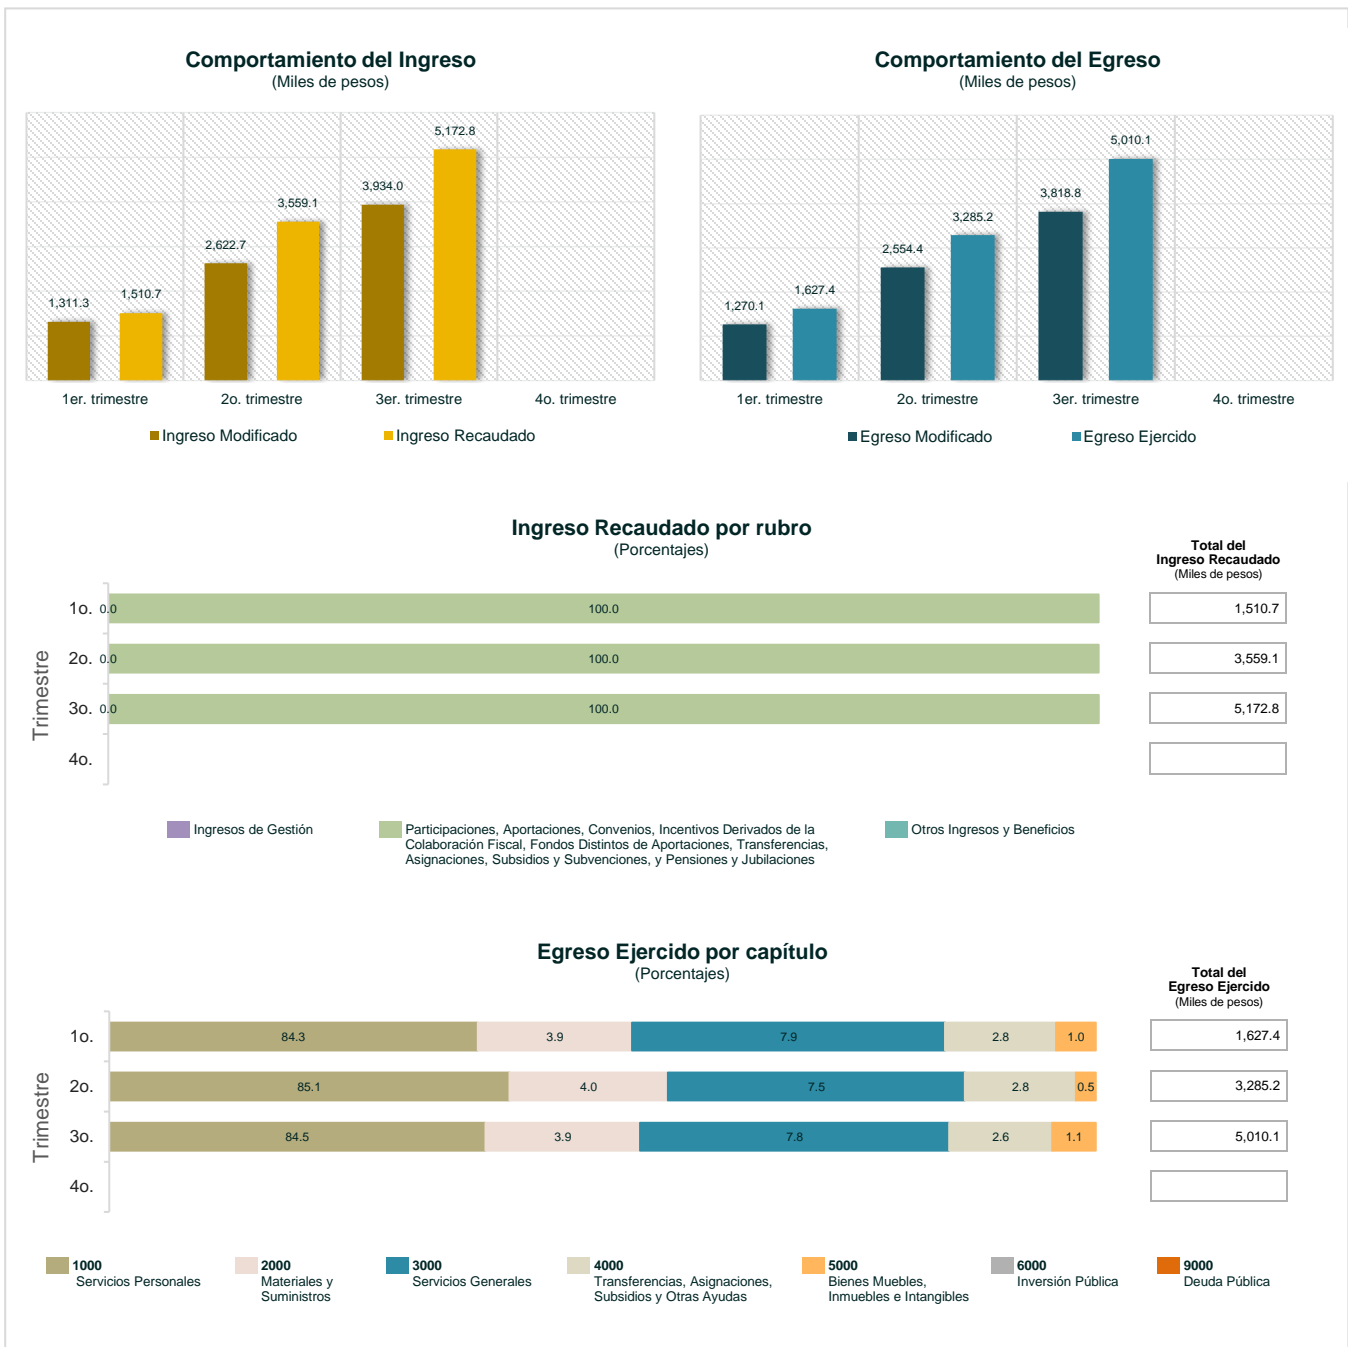 Comportamiento del Ingreso
(Miles de pesos)
5,172.8
3,934.0
3,559.1
2,622.7
1,510.7
1,311.3
1er. trimestre 2o. trimestre 3er. trimestre 4o. trimestre
Ingreso Modificado Ingreso Recaudado
Comportamiento del Egreso
(Miles de pesos)
5,010.1
3,818.8
3,285.2
2,554.4
1,627.4
1,270.1
1er. trimestre 2o. trimestre 3er. trimestre 4o. trimestre
Egreso Modificado Egreso Ejercido
Ingreso Recaudado por rubro
(Porcentajes)
Total del
Ingreso Recaudado
(Miles de pesos)
Trimestre
1o. 0.0 100.0 1,510.7
2o. 0.0 100.0 3,559.1
3o. 0.0 100.0 5,172.8
4o.
Ingresos de Gestión
Participaciones, Aportaciones, Convenios, Incentivos Derivados de la
Colaboración Fiscal, Fondos Distintos de Aportaciones, Transferencias,
Asignaciones, Subsidios y Subvenciones, y Pensiones y Jubilaciones
Otros Ingresos y Beneficios
Egreso Ejercido por capítulo
(Porcentajes)
Total del
Egreso Ejercido
(Miles de pesos)
Trimestre
1o. 84.3 3.9 7.9 2.8 1.0 1,627.4
2o. 85.1 4.0 7.5 2.8 0.5 3,285.2
3o. 84.5 3.9 7.8 2.6 1.1 5,010.1
4o.
1000
Servicios Personales
2000
Materiales y
Suministros
3000
Servicios Generales
4000
Transferencias, Asignaciones,
Subsidios y Otras Ayudas
5000
Bienes Muebles,
Inmuebles e Intangibles
6000
Inversión Pública
9000
Deuda Pública